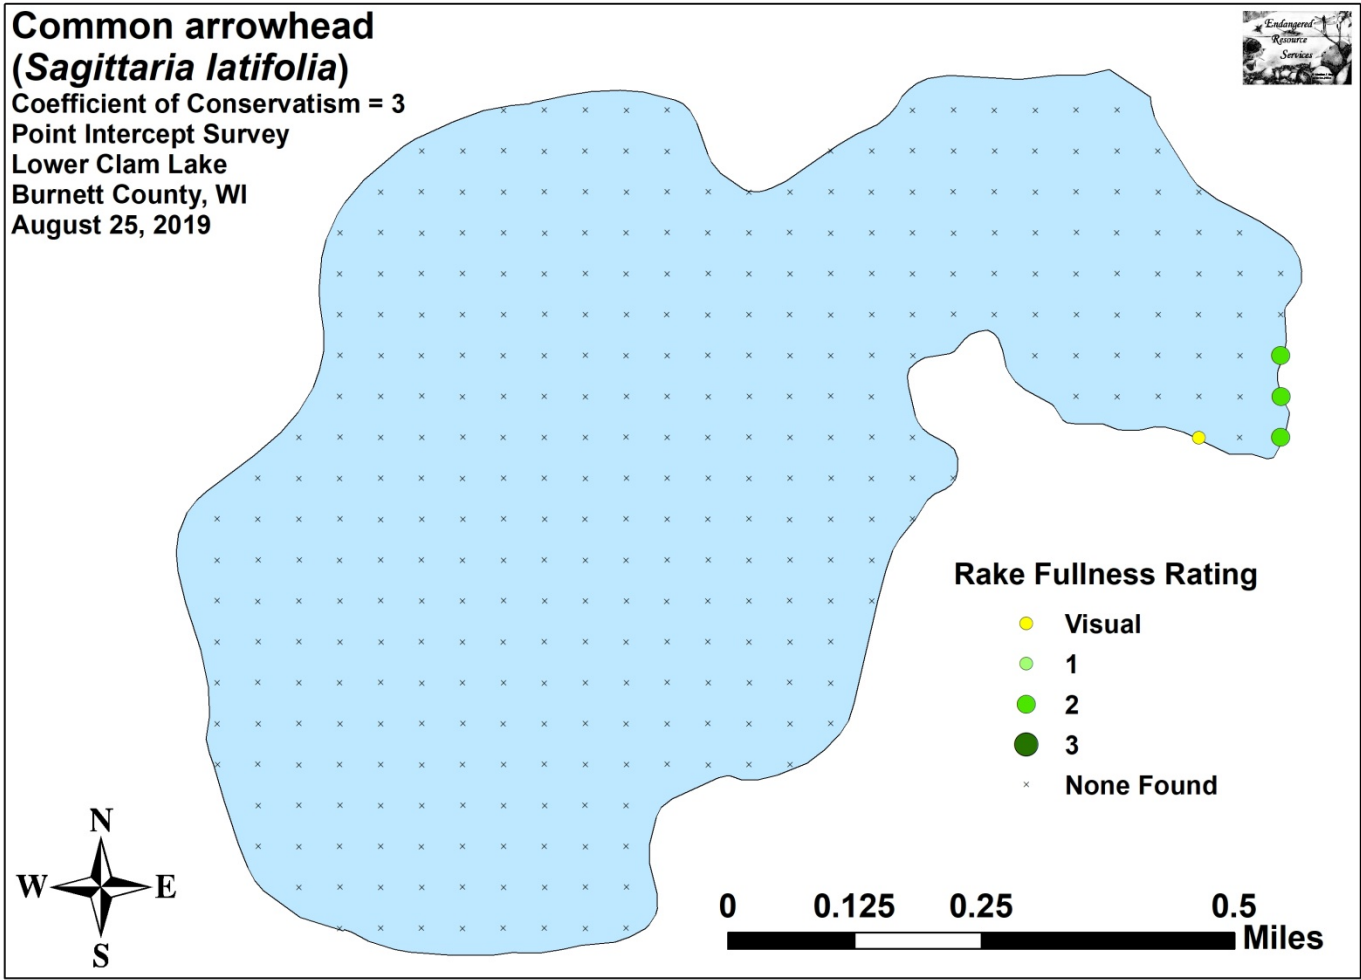 Common arrowhead
(Sagittaria latifolia)
Coefficient of Conservatism = 3
Point Intercept Survey
Lower Clam Lake
Burnett County, WI
August 25, 2019
Endangered
Resource
Services
Rake Fullness Rating
Visual
1
2
3
None Found
N
W E
S
0 0.125 0.25 0.5
Miles